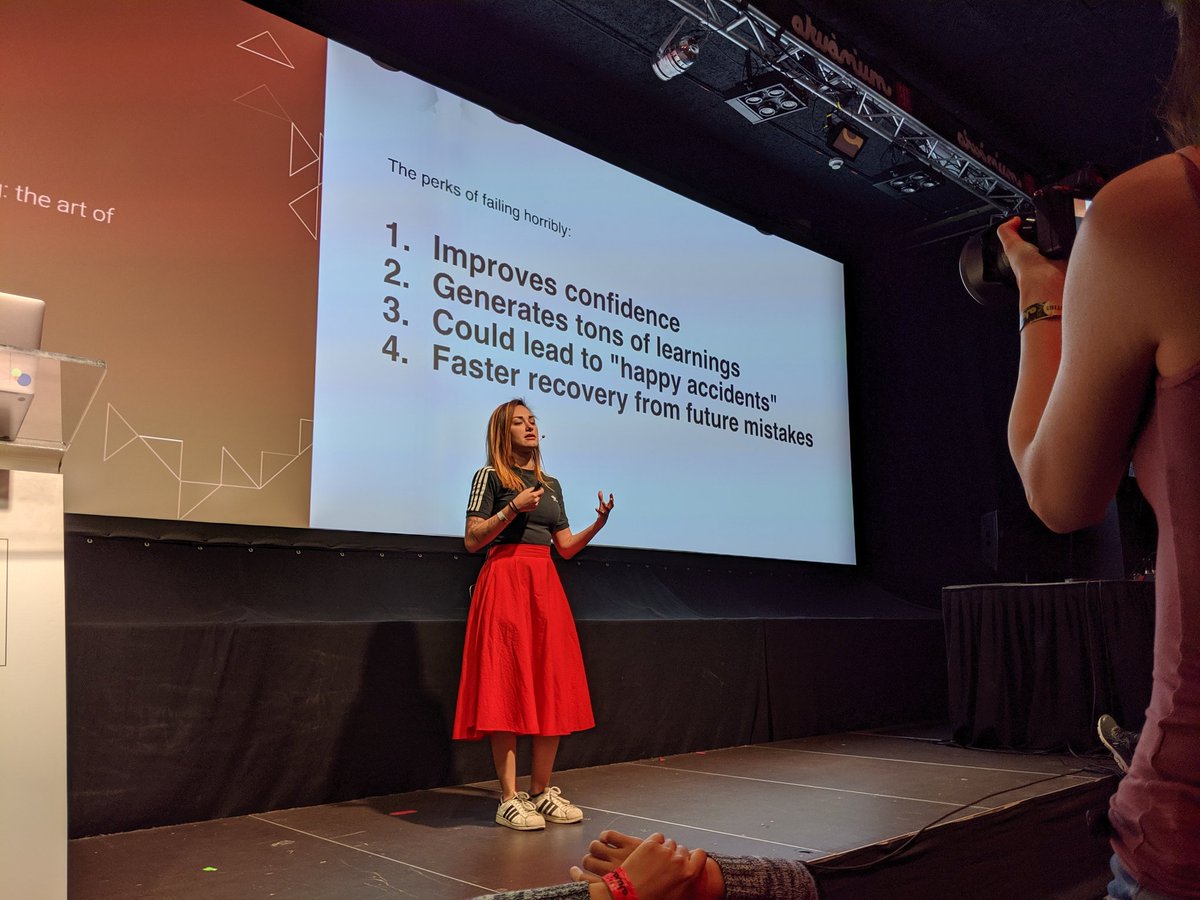 : the art of
The perks of failing horribly:
1. Improves confidence
2. Generates tons of learnings
3. Could lead to "happy accidents"
4. Faster recovery from future mistakes